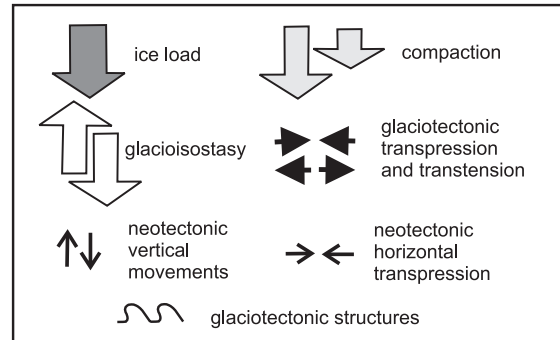 ice load
compaction
glacioisostasy
glaciotectonic
transpression
and transtension
neotectonic
vertical
movements
neotectonic
horizontal
transpression
glaciotectonic structures